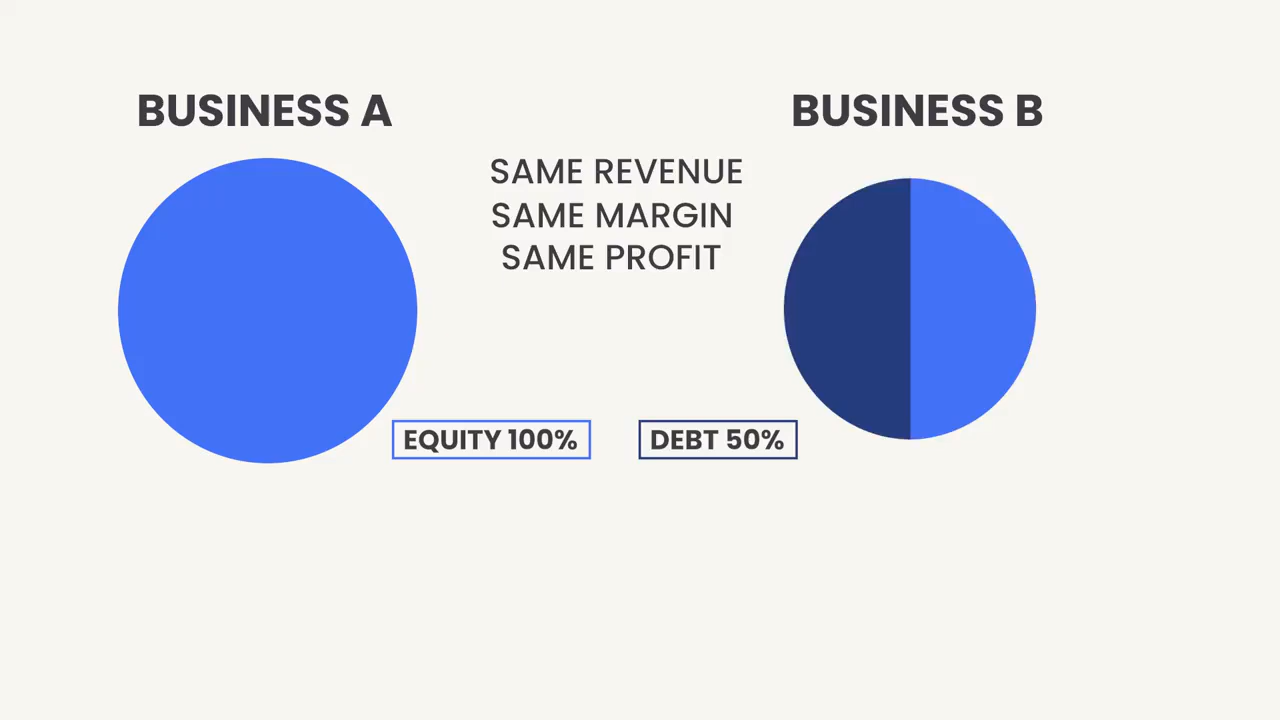 BUSINESS A
BUSINESS B
SAME REVENUE
SAME MARGIN
SAME PROFIT
EQUITY 100%
DEBT 50%